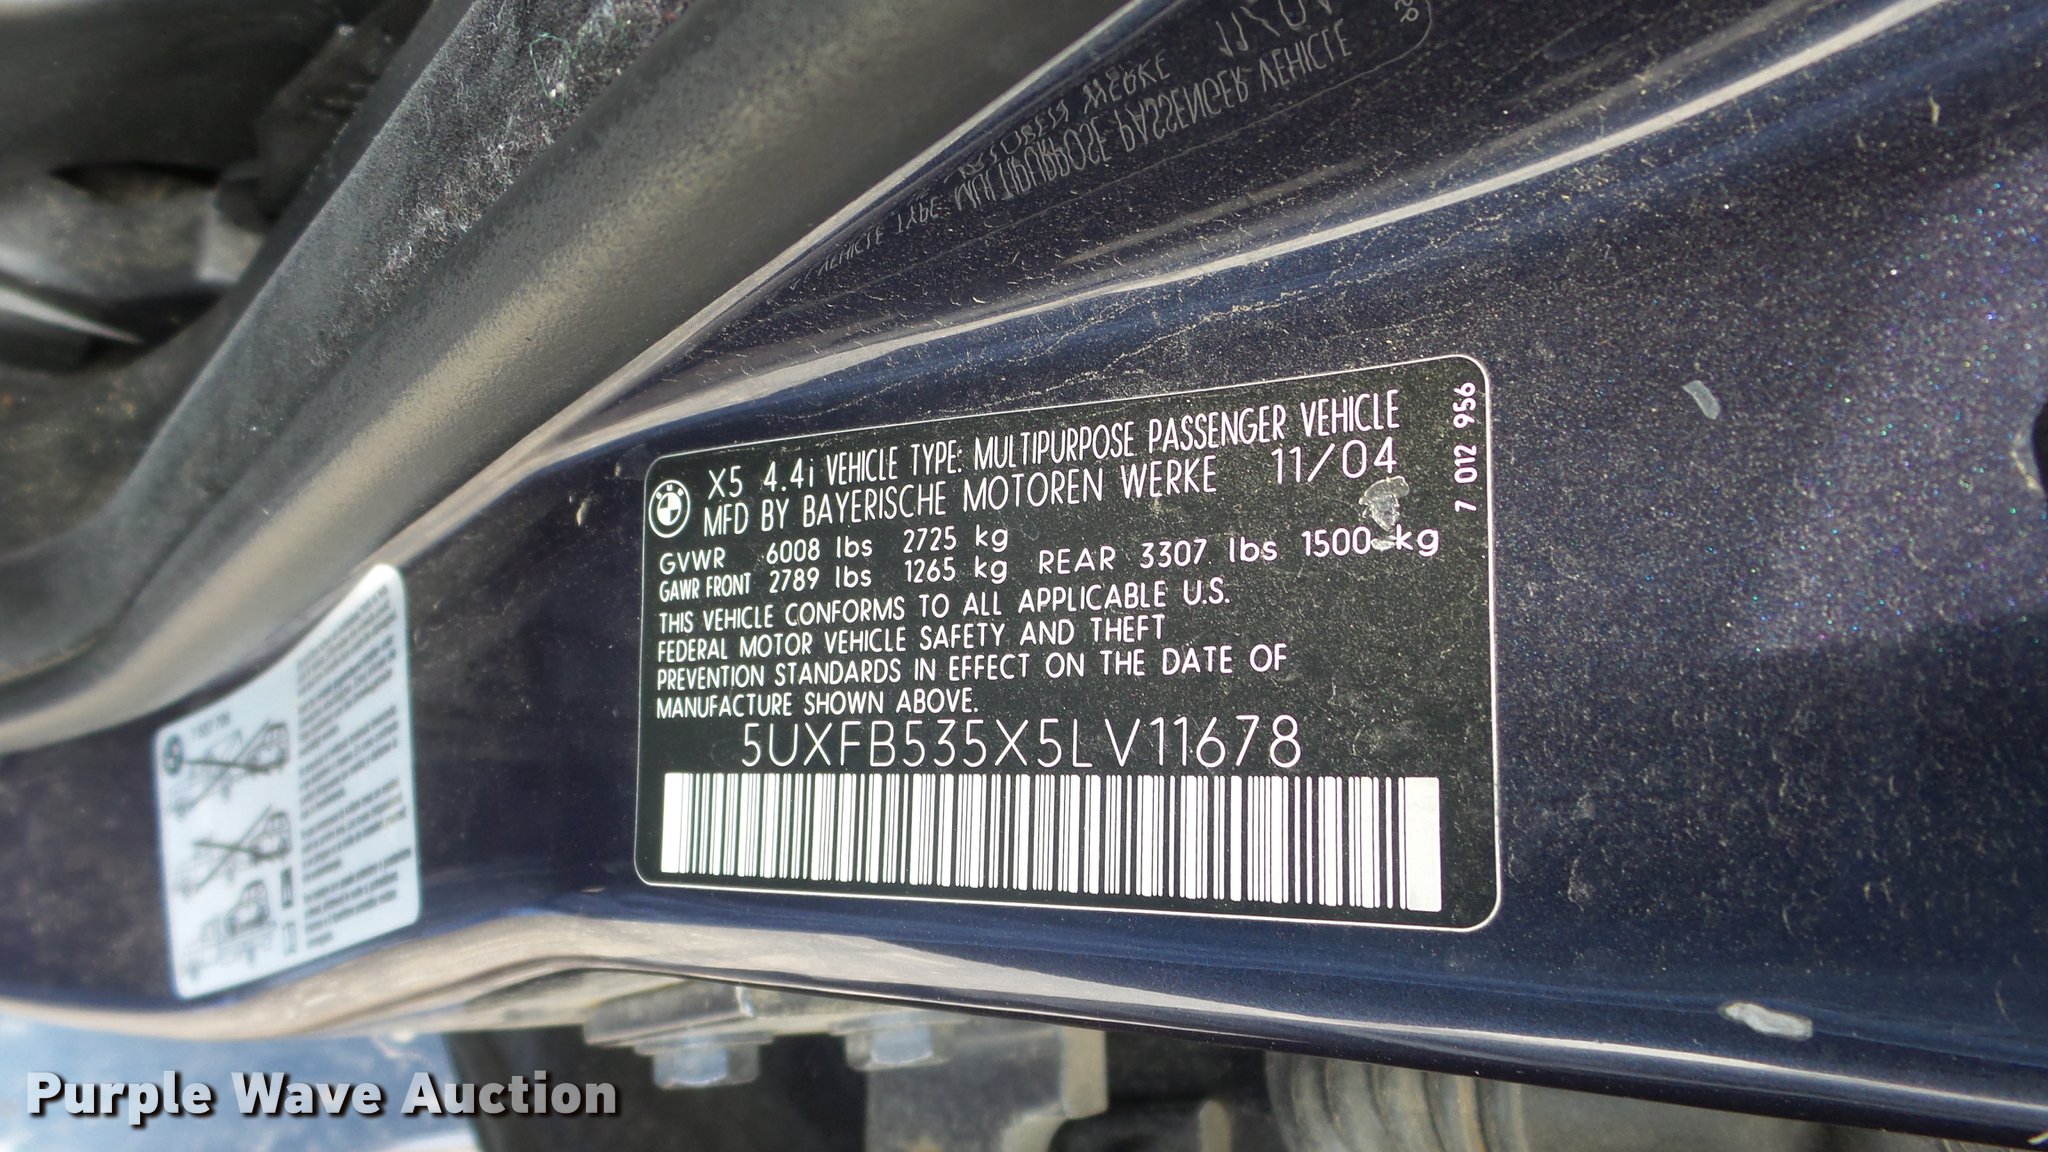 X5 4.4i VEHICLE TYPE: MULTIPURPOSE PASSENGER VEHICLE
MFD BY BAYERISCHE MOTOREN WERKE 11/04
GVWR 6008 lbs 2725 kg
GAWR FRONT 2789 lbs 1265 kg REAR 3307 lbs 1500 kg
THIS VEHICLE CONFORMS TO ALL APPLICABLE U.S.
FEDERAL MOTOR VEHICLE SAFETY AND THEFT
PREVENTION STANDARDS IN EFFECT ON THE DATE OF
MANUFACTURE SHOWN ABOVE.
5UXFB535X5LV11678
7 012 956
Purple Wave Auction